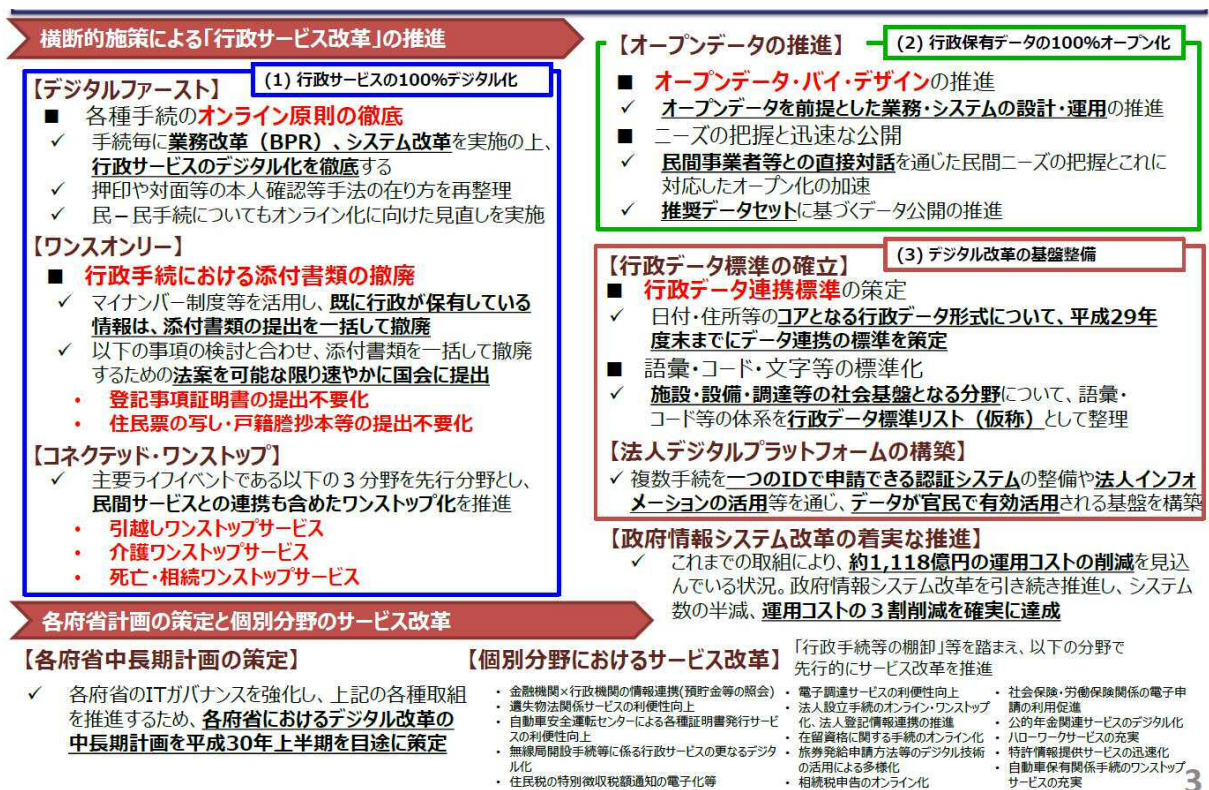 横断的施策による「行政サービス改革」の推進
(1) 行政サービスの100%デジタル化
【デジタルファースト】
■ 各種手続のオンライン原則の徹底
✓ 手続毎に業務改革（BPR）、システム改革を実施の上、
行政サービスのデジタル化を徹底する
✓ 押印や対面等の本人確認等手法の在り方を再整理
✓ 民－民手続についてもオンライン化に向けた見直しを実施
【ワンスオンリー】
■ 行政手続における添付書類の撤廃
✓ マイナンバー制度等を活用し、既に行政が保有している
情報は、添付書類の提出を一括して撤廃
✓ 以下の事項の検討と合わせ、添付書類を一括して撤廃
するための法案を可能な限り速やかに国会に提出
・ 登記事項証明書の提出不要化
・ 住民票の写し・戸籍謄抄本等の提出不要化
【コネクテッド・ワンストップ】
✓ 主要ライフイベントである以下の３分野を先行分野とし、
民間サービスとの連携も含めたワンストップ化を推進
・ 引越しワンストップサービス
・ 介護ワンストップサービス
・ 死亡・相続ワンストップサービス
【オープンデータの推進】
(2) 行政保有データの100%オープン化
■ オープンデータ・バイ・デザインの推進
✓ オープンデータを前提とした業務・システムの設計・運用の推進
■ ニーズの把握と迅速な公開
✓ 民間事業者等との直接対話を通じた民間ニーズの把握とこれに
対応したオープン化の加速
✓ 推奨データセットに基づくデータ公開の推進
(3) デジタル改革の基盤整備
【行政データ標準の確立】
■ 行政データ連携標準の策定
✓ 日付・住所等のコアとなる行政データ形式について、平成29年
度末までにデータ連携の標準を策定
■ 語彙・コード・文字等の標準化
✓ 施設・設備・調達等の社会基盤となる分野について、語彙・
コード等の体系を行政データ標準リスト（仮称）として整理
【法人デジタルプラットフォームの構築】
✓ 複数手続を一つのIDで申請できる認証システムの整備や法人インフォ
メーションの活用等を通じ、データが官民で有効活用される基盤を構築
【政府情報システム改革の着実な推進】
✓ これまでの取組により、約1,118億円の運用コストの削減を見込
んでいる状況。政府情報システム改革を引き続き推進し、システム
数の半減、運用コストの３割削減を確実に達成
各府省計画の策定と個別分野のサービス改革
【各府省中長期計画の策定】
✓ 各府省のITガバナンスを強化し、上記の各種取組
を推進するため、各府省におけるデジタル改革の
中長期計画を平成30年上半期を目途に策定
【個別分野におけるサービス改革】
「行政手続等の棚卸」等を踏まえ、以下の分野で
先行的にサービス改革を推進
・ 金融機関×行政機関の情報連携(預貯金等の照会)
・ 遺失物法関係サービスの利便性向上
・ 自動車安全運転センターによる各種証明書発行サービ
スの利便性向上
・ 無線局開設手続等に係る行政サービスの更なるデジタ
ル化
・ 住民税の特別徴収税額通知の電子化等
・ 電子調達サービスの利便性向上
・ 法人設立手続のオンライン・ワンストップ
化、法人登記情報連携の推進
・ 在留資格に関する手続のオンライン化
・ 旅券発給申請方法等のデジタル技術
の活用による多様化
・ 相続税申告のオンライン化
・ 社会保険・労働保険関係の電子申
請の利用促進
・ 公的年金関連サービスのデジタル化
・ ハローワークサービスの充実
・ 特許情報提供サービスの迅速化
・ 自動車保有関係手続のワンストップ
サービスの充実
3